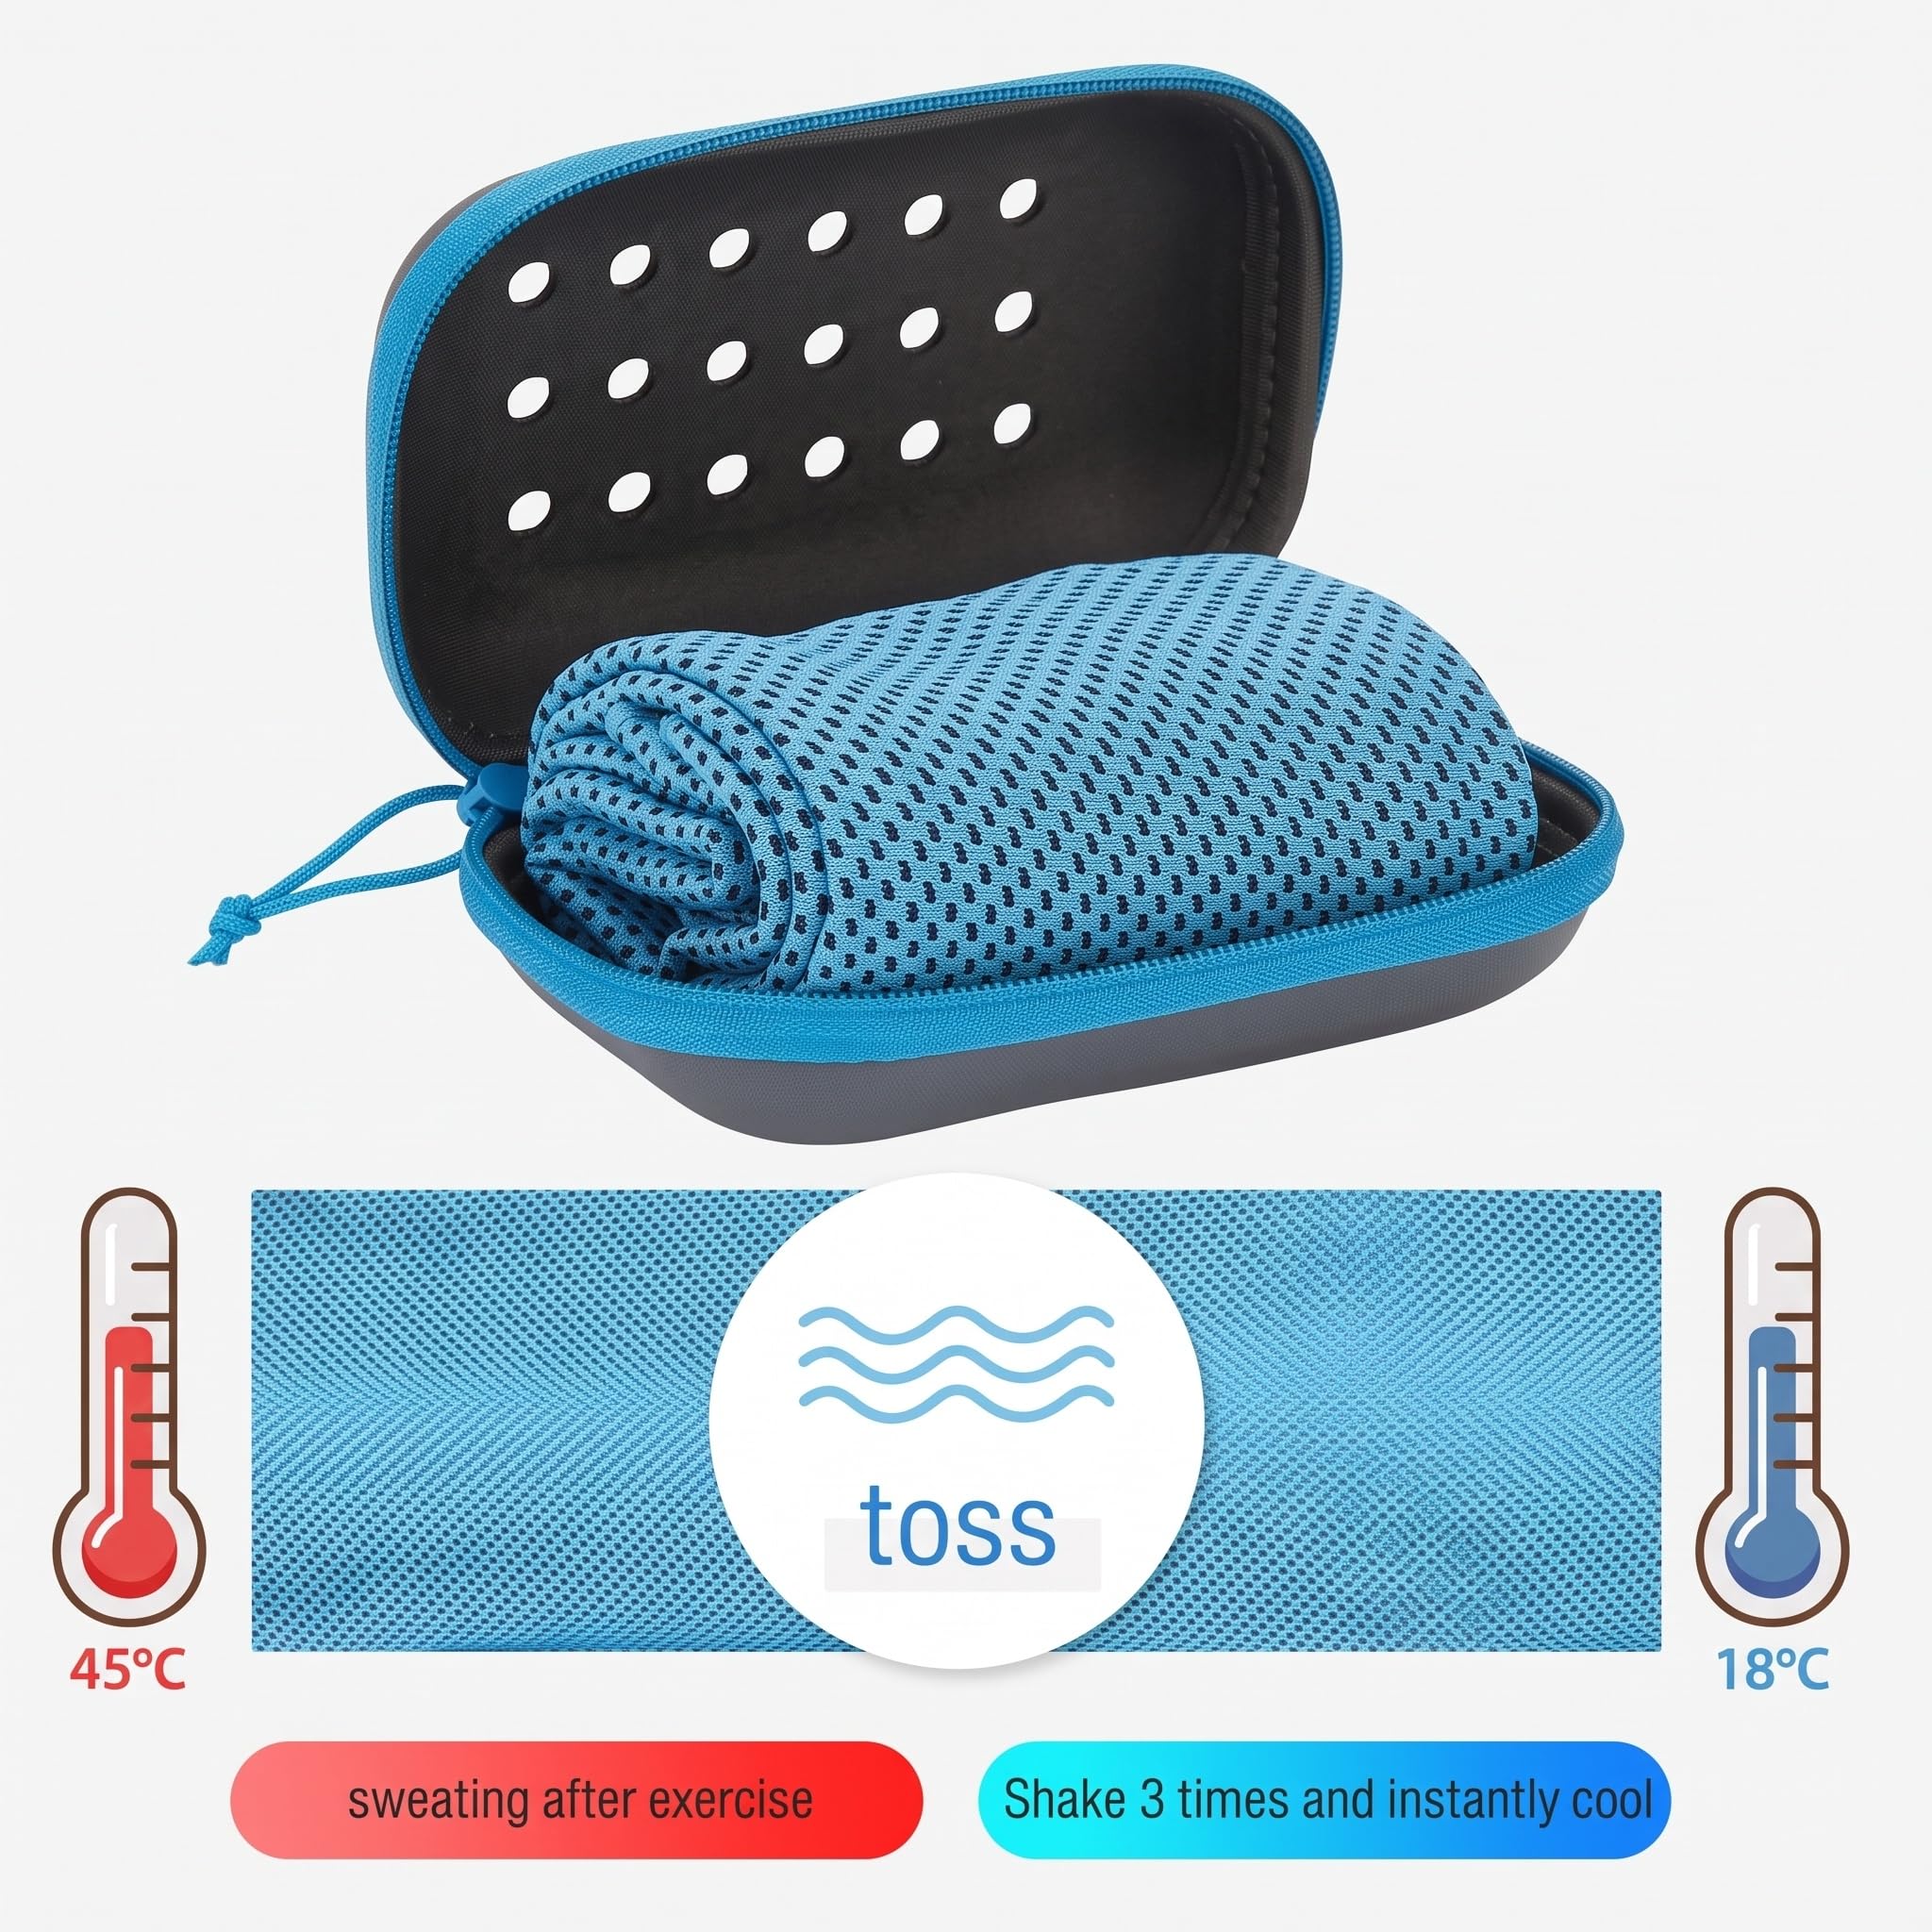 toss
45°C
18°C
sweating after exercise
Shake 3 times and instantly cool